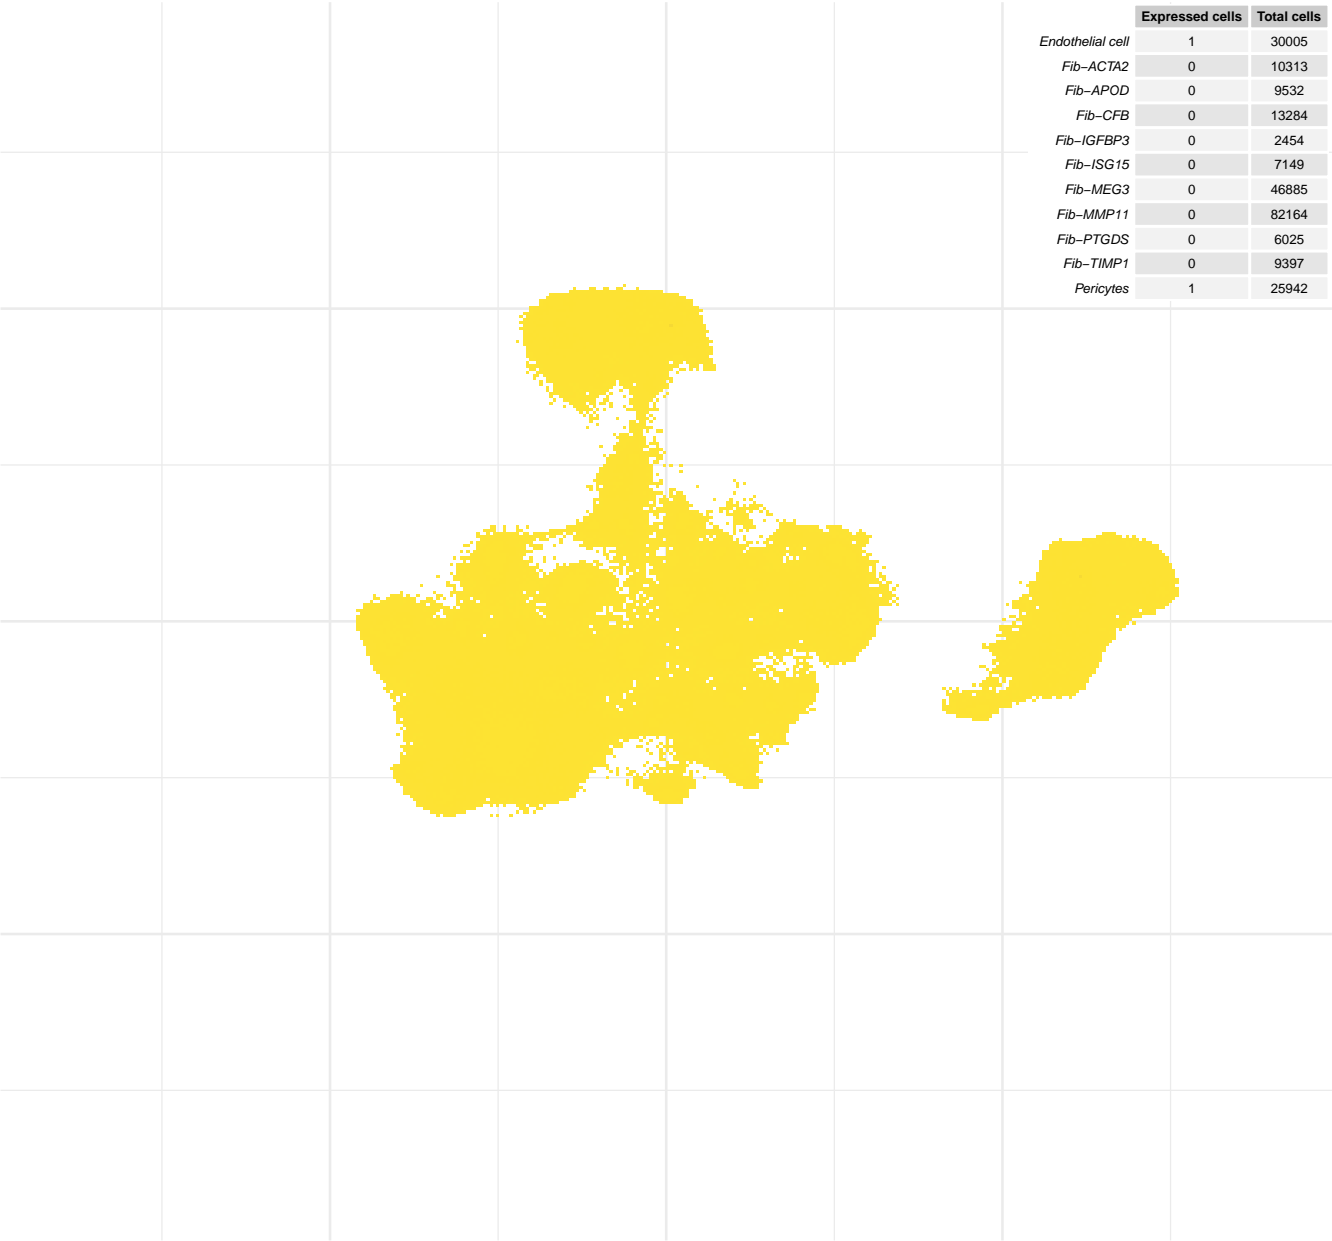 Expressed cells Total cells
Endothelial cell 1 30005
Fib−ACTA2 0 10313
Fib−APOD 0 9532
Fib−CFB 0 13284
Fib−IGFBP3 0 2454
Fib−ISG15 0 7149
Fib−MEG3 0 46885
Fib−MMP11 0 82164
Fib−PTGDS 0 6025
Fib−TIMP1 0 9397
Pericytes 1 25942